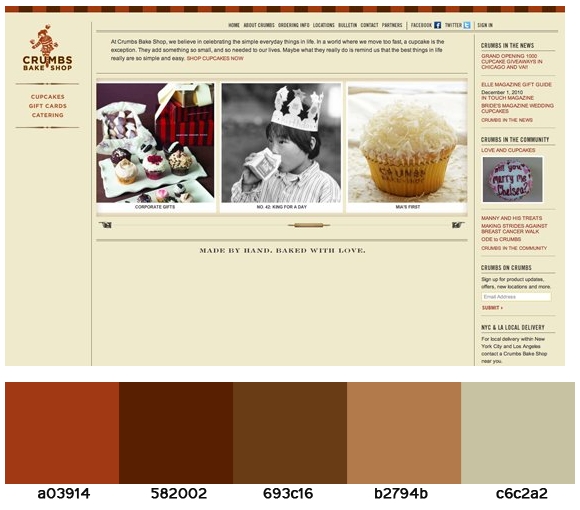 HOME ABOUT CRUMBS ORDERING INFO LOCATIONS BULLETIN CONTACT PARTNERS FACEBOOK TWITTER SIGN IN
CRUMBS
BAKE SHOP
CUPCAKES
GIFT CARDS
CATERING
At Crumbs Bake Shop, we believe in celebrating the simple everyday things in life. In a world where we move too fast, a cupcake is the
exception. They add something so small, and so needed to our lives. Maybe what they really do is remind us that the best things in life
really are so simple and easy. SHOP CUPCAKES NOW
CORPORATE GIFTS
NO. 42: KING FOR A DAY
CRUMBS
MIA'S FIRST
MADE BY HAND. BAKED WITH LOVE.
CRUMBS IN THE NEWS
GRAND OPENING 1000
CUPCAKE GIVEAWAYS IN
CHICAGO AND VA!!
ELLE MAGAZINE GIFT GUIDE
December 1, 2010
IN TOUCH MAGAZINE
BRIDE'S MAGAZINE WEDDING
CUPCAKES
CRUMBS IN THE NEWS
CRUMBS IN THE COMMUNITY
LOVE AND CUPCAKES
will you
marry me
Chelsea?
MANNY AND HIS TREATS
MAKING STRIDES AGAINST
BREAST CANCER WALK
ODE to CRUMBS
CRUMBS IN THE COMMUNITY
CRUMBS ON CRUMBS
Sign up for product updates,
offers, new locations and more.
Email Address
SUBMIT ›
NYC & LA LOCAL DELIVERY
For local delivery within New
York City and Los Angeles
contact a Crumbs Bake Shop
near you.
a03914 582002 693c16 b2794b c6c2a2